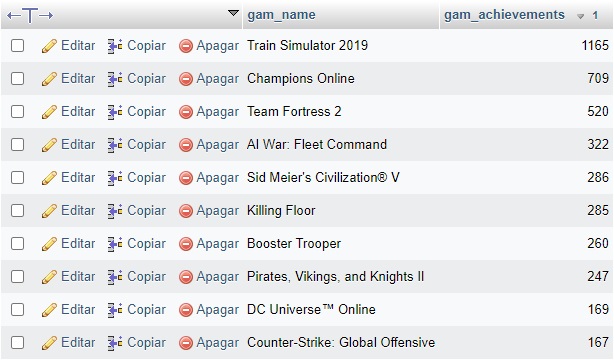 ←T→ gam_name gam_achievements 1
Editar Copiar Apagar Train Simulator 2019 1165
Editar Copiar Apagar Champions Online 709
Editar Copiar Apagar Team Fortress 2 520
Editar Copiar Apagar AI War: Fleet Command 322
Editar Copiar Apagar Sid Meier's Civilization® V 286
Editar Copiar Apagar Killing Floor 285
Editar Copiar Apagar Booster Trooper 260
Editar Copiar Apagar Pirates, Vikings, and Knights II 247
Editar Copiar Apagar DC Universe™ Online 169
Editar Copiar Apagar Counter-Strike: Global Offensive 167